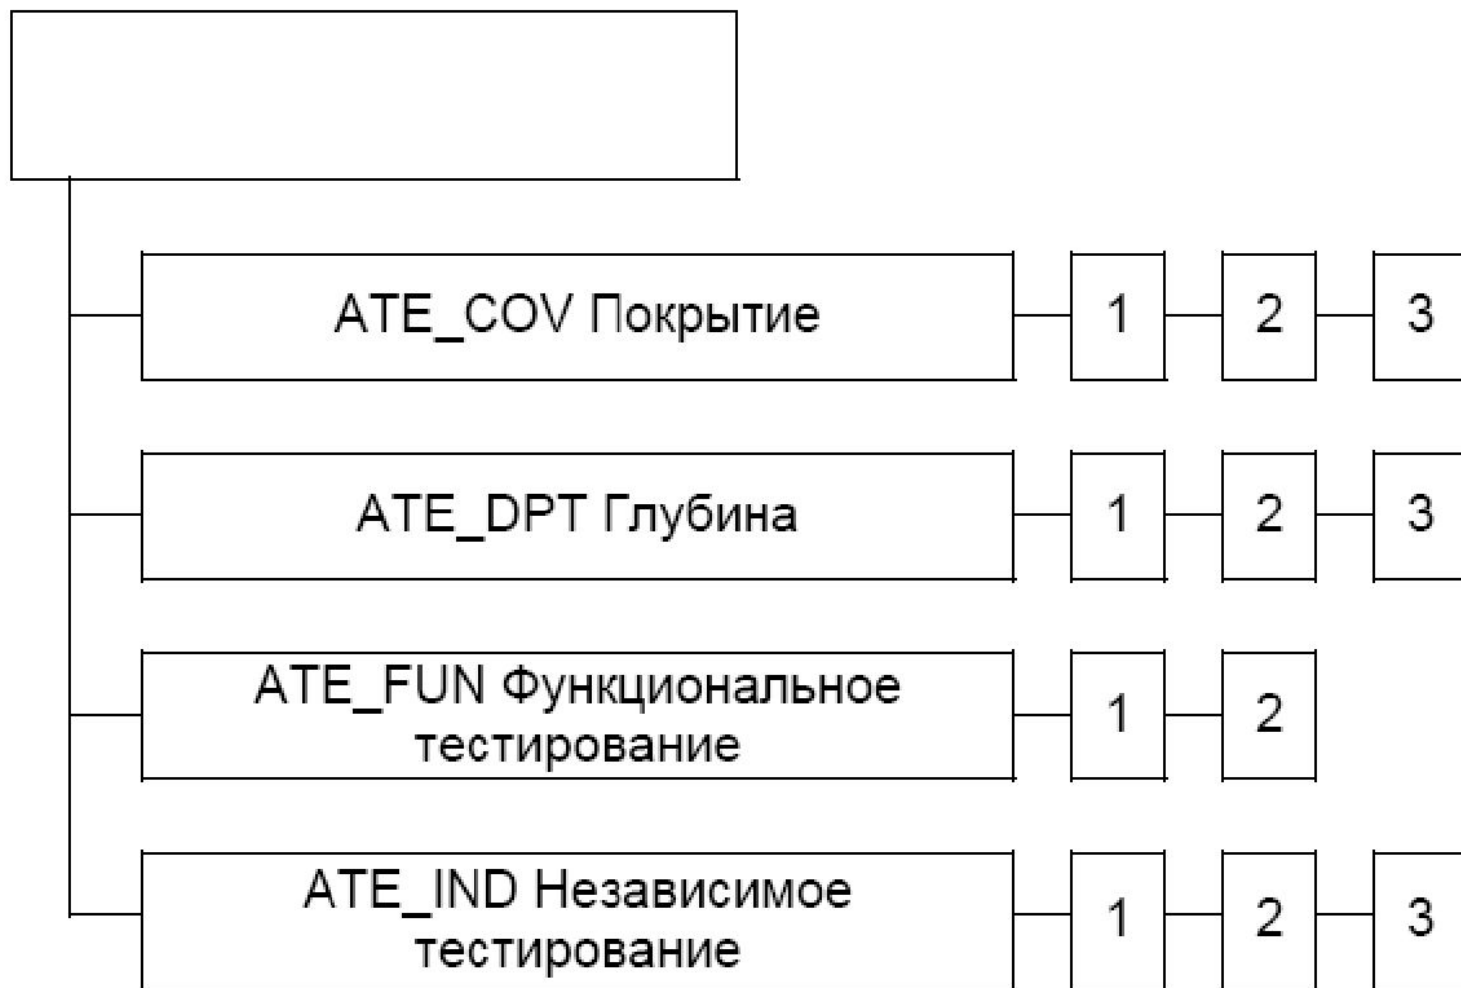 ATE_COV Покрытие 1 2 3
ATE_DPT Глубина 1 2 3
ATE_FUN Функциональное
тестирование 1 2
ATE_IND Независимое
тестирование 1 2 3